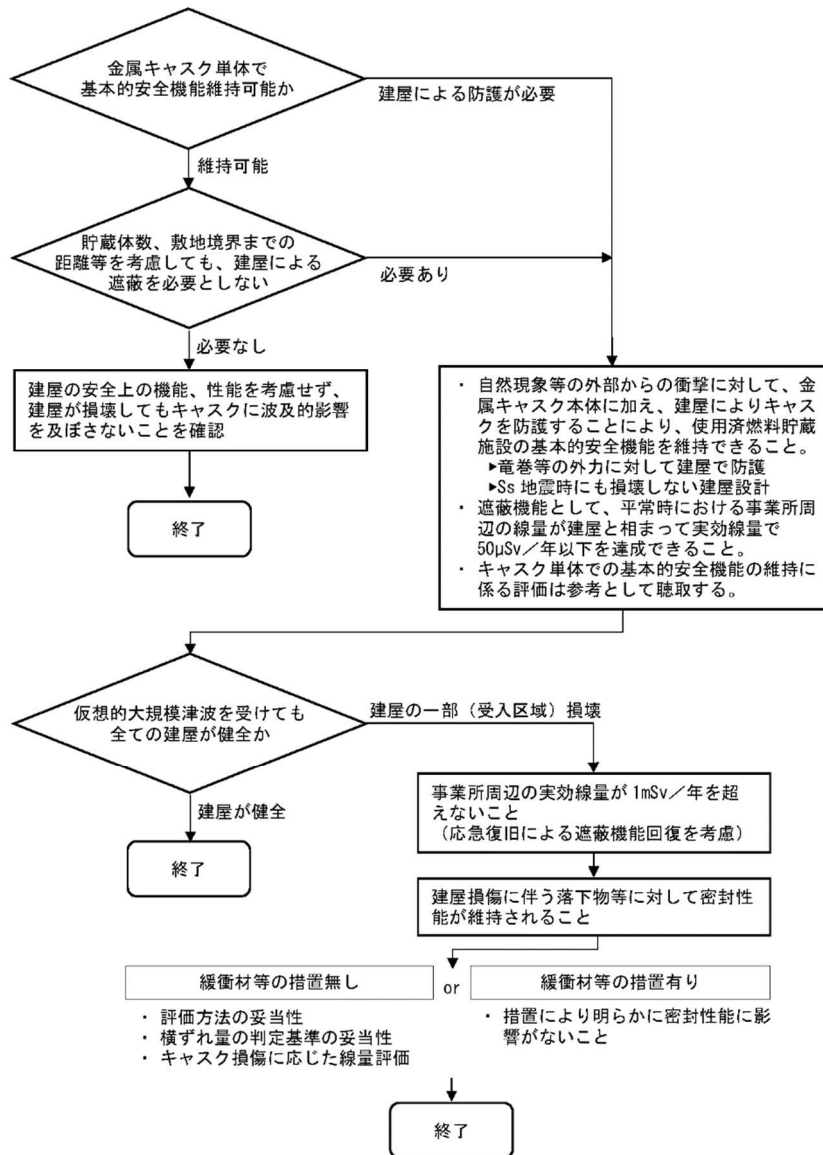 金属キャスク単体で
基本的安全機能維持可能か
建屋による防護が必要
維持可能
貯蔵体数、敷地境界までの
距離等を考慮しても、建屋による
遮蔽を必要としない
必要あり
必要なし
建屋の安全上の機能、性能を考慮せず、
建屋が損壊してもキャスクに波及的影響
を及ぼさないことを確認
終了
・ 自然現象等の外部からの衝撃に対して、金
属キャスク本体に加え、建屋によりキャス
クを防護することにより、使用済燃料貯蔵
施設の基本的安全機能を維持できること。
▶竜巻等の外力に対して建屋で防護
▶Ss 地震時にも損壊しない建屋設計
・ 遮蔽機能として、平常時における事業所周
辺の線量が建屋と相まって実効線量で
50μSv/年以下を達成できること。
・ キャスク単体での基本的安全機能の維持に
係る評価は参考として聴取する。
仮想的大規模津波を受けても
全ての建屋が健全か
建屋の一部（受入区域）損壊
建屋が健全
終了
事業所周辺の実効線量が 1mSv/年を超
えないこと
（応急復旧による遮蔽機能回復を考慮）
建屋損傷に伴う落下物等に対して密封性
能が維持されること
緩衝材等の措置無し
or
緩衝材等の措置有り
・ 評価方法の妥当性
・ 横ずれ量の判定基準の妥当性
・ キャスク損傷に応じた線量評価
・ 措置により明らかに密封性能に影
響がないこと
終了